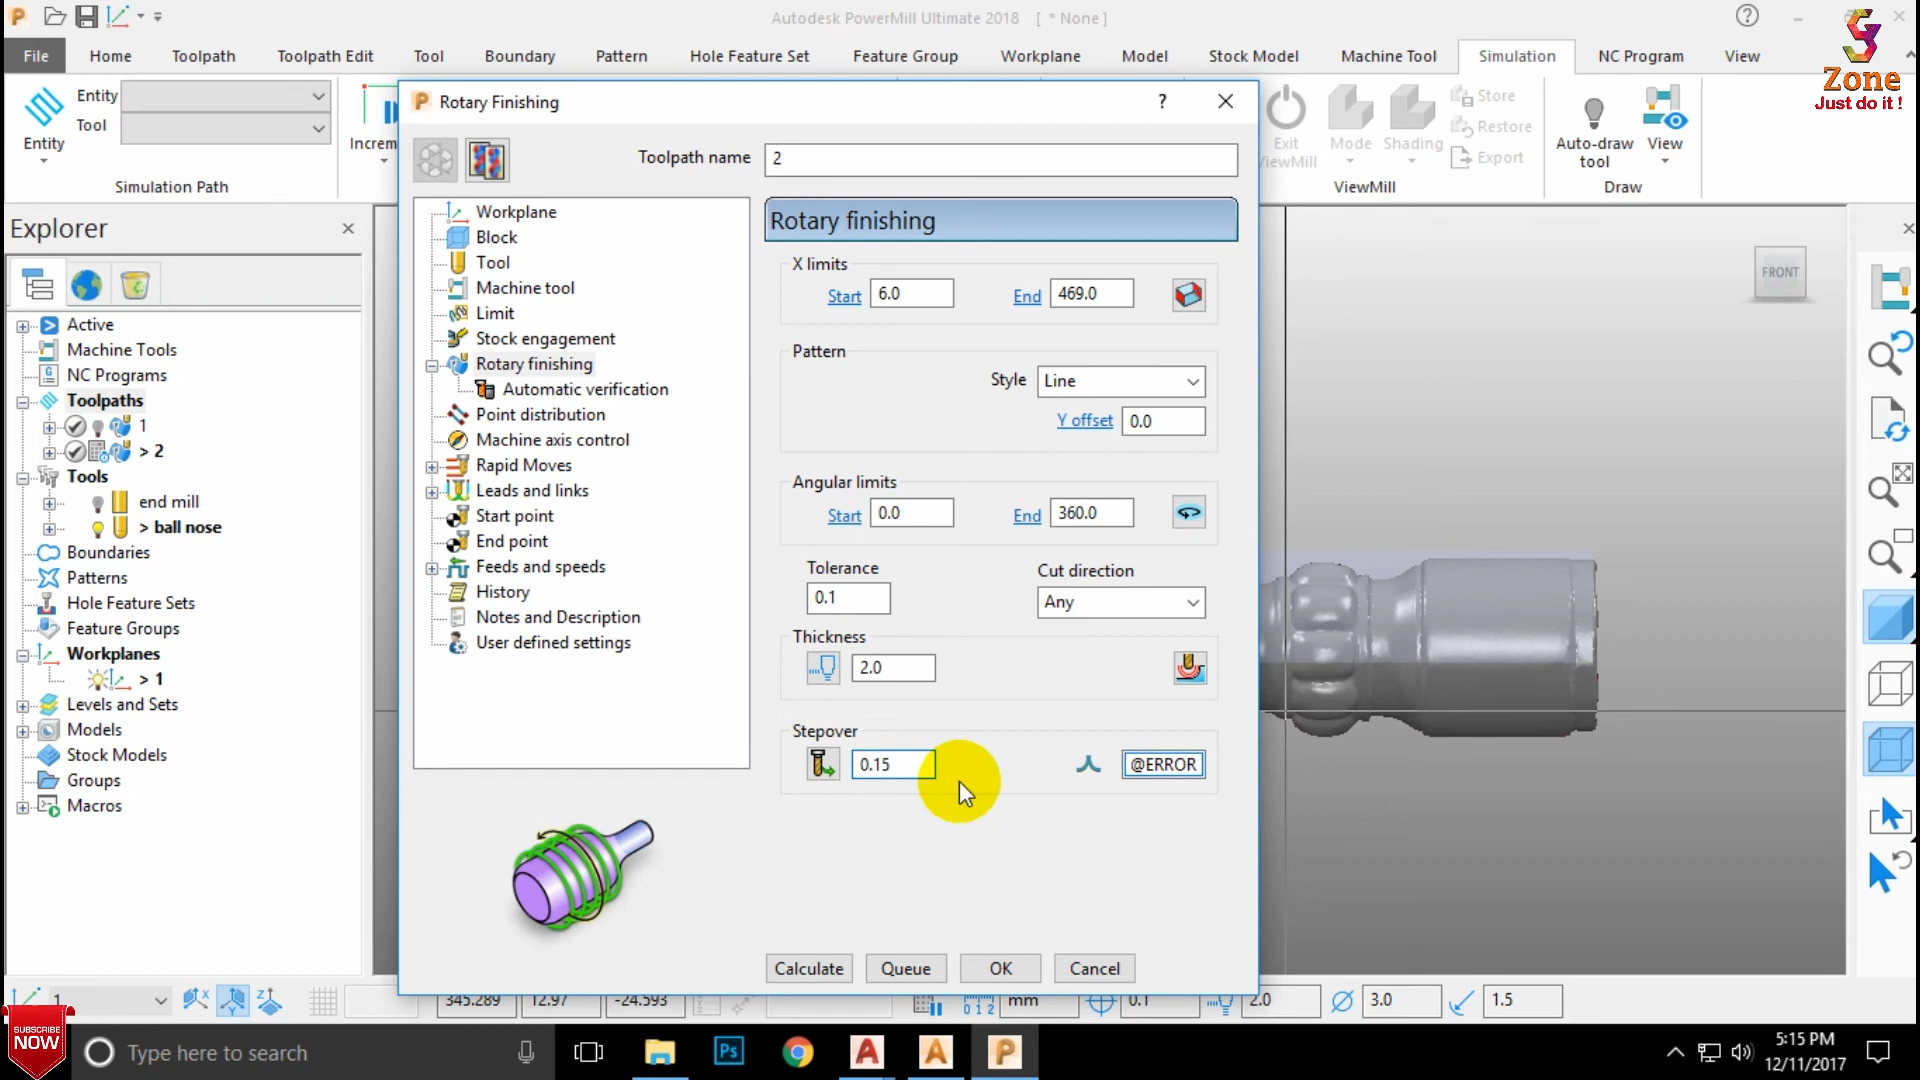 Autodesk PowerMill Ultimate 2018 [ * None ]
File Home Toolpath Toolpath Edit Tool Boundary Pattern Hole Feature Set Feature Group Workplane Model Stock Model Machine Tool Simulation NC Program View
Zone
Just do it !
Entity
Tool
Entity
Simulation Path
Increm
Exit
ViewMill
Mode
Shading
Store
Restore
Export
ViewMill
Auto-draw
tool
View
Draw
Explorer
Active
Machine Tools
NC Programs
Toolpaths
1
> 2
Tools
end mill
> ball nose
Boundaries
Patterns
Hole Feature Sets
Feature Groups
Workplanes
> 1
Levels and Sets
Models
Stock Models
Groups
Macros
Rotary Finishing
?
Toolpath name 2
Workplane
Block
Tool
Machine tool
Limit
Stock engagement
Rotary finishing
Automatic verification
Point distribution
Machine axis control
Rapid Moves
Leads and links
Start point
End point
Feeds and speeds
History
Notes and Description
User defined settings
Rotary finishing
X limits
Start 6.0 End 469.0
Pattern
Style Line
Y offset 0.0
Angular limits
Start 0.0 End 360.0
Tolerance
0.1
Cut direction
Any
Thickness
2.0
Stepover
0.15 @ERROR
Calculate Queue OK Cancel
FRONT
1 345.289 12.97 -24.593 mm 0.1 2.0 3.0 1.5
SUBSCRIBE
NOW
Type here to search
5:15 PM
12/11/2017